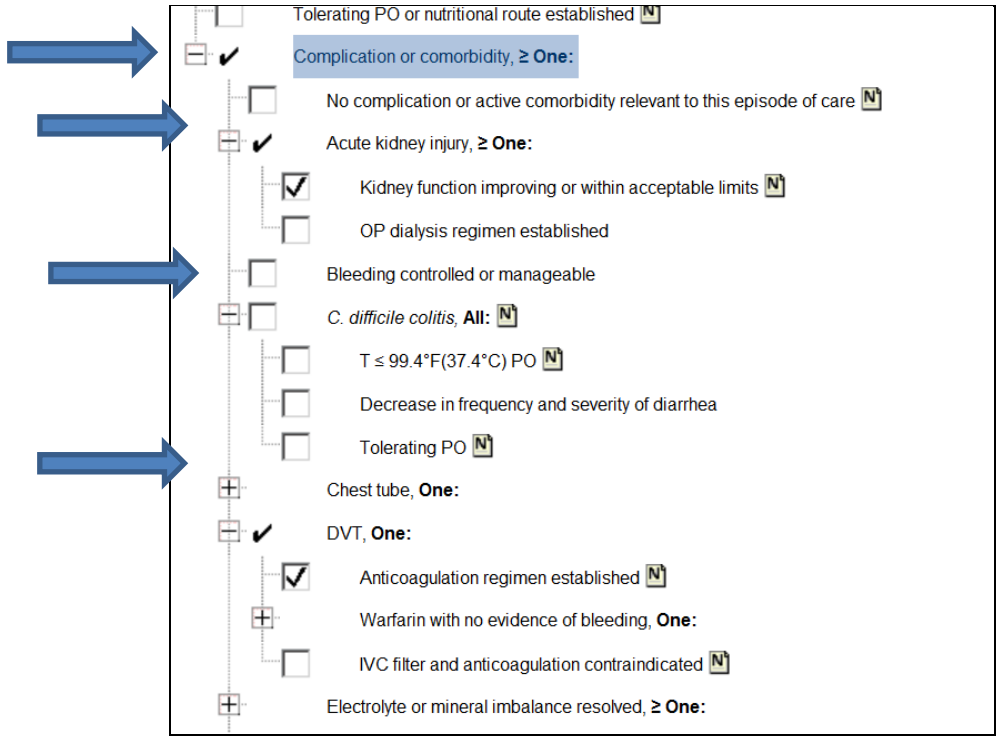 Tolerating PO or nutritional route established N
Complication or comorbidity, ≥ One:
No complication or active comorbidity relevant to this episode of care N
Acute kidney injury, ≥ One:
Kidney function improving or within acceptable limits N
OP dialysis regimen established
Bleeding controlled or manageable
C. difficile colitis, All: N
T ≤ 99.4°F(37.4°C) PO N
Decrease in frequency and severity of diarrhea
Tolerating PO N
Chest tube, One:
DVT, One:
Anticoagulation regimen established N
Warfarin with no evidence of bleeding, One:
IVC filter and anticoagulation contraindicated N
Electrolyte or mineral imbalance resolved, ≥ One: